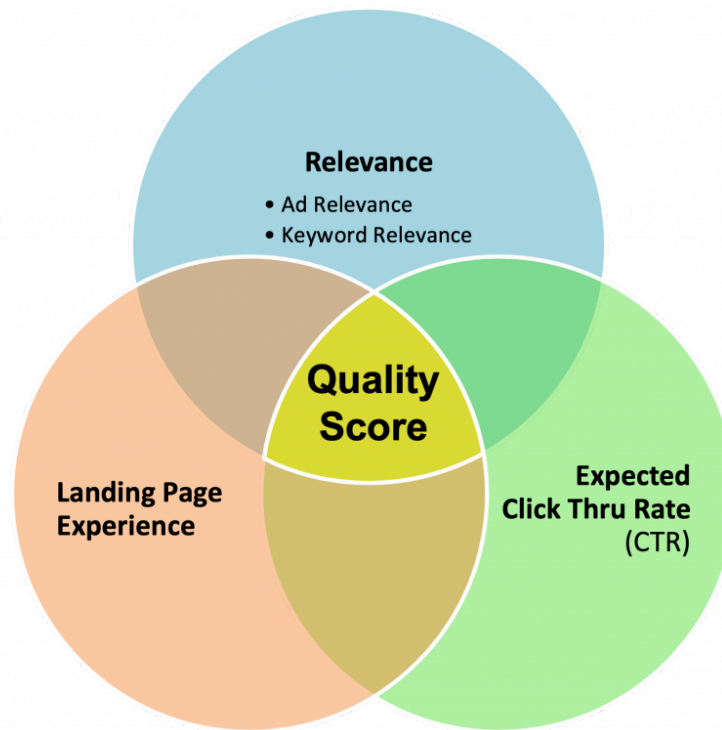 Relevance
• Ad Relevance
• Keyword Relevance
Quality
Score
Landing Page
Experience
Expected
Click Thru Rate
(CTR)